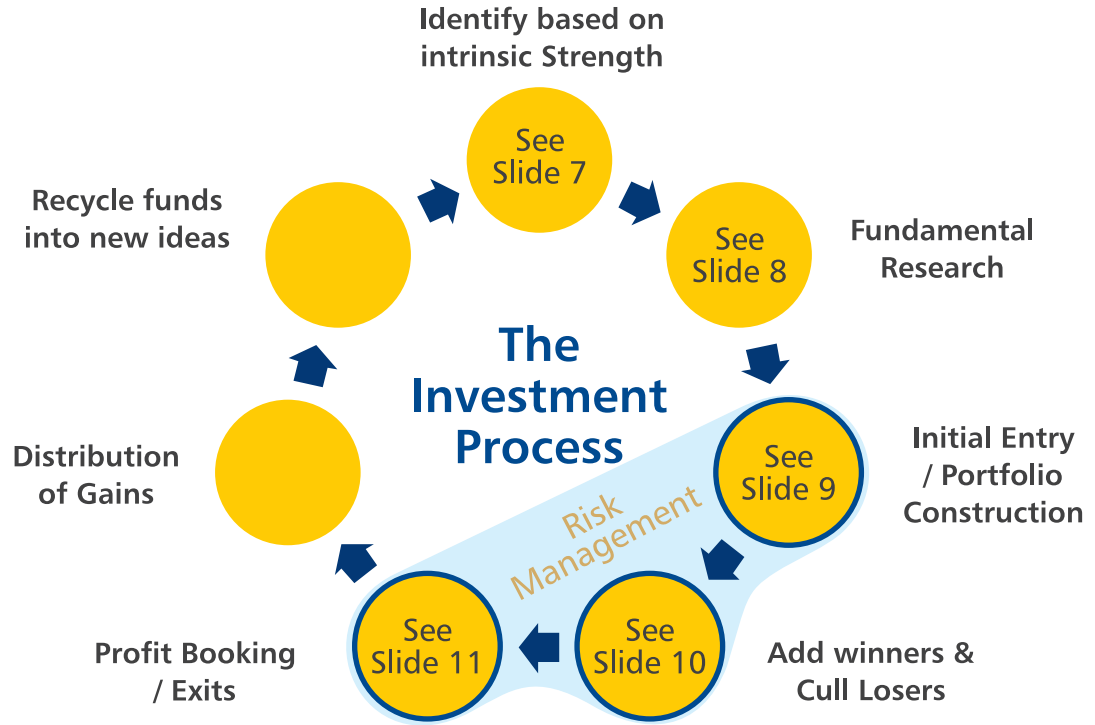 Identify based on
intrinsic Strength
See
Slide 7
Recycle funds
into new ideas
See
Slide 8
Fundamental
Research
The
Investment
Process
Distribution
of Gains
See
Slide 9
Initial Entry
/ Portfolio
Construction
Risk
Management
Profit Booking
/ Exits
See
Slide 11
See
Slide 10
Add winners &
Cull Losers